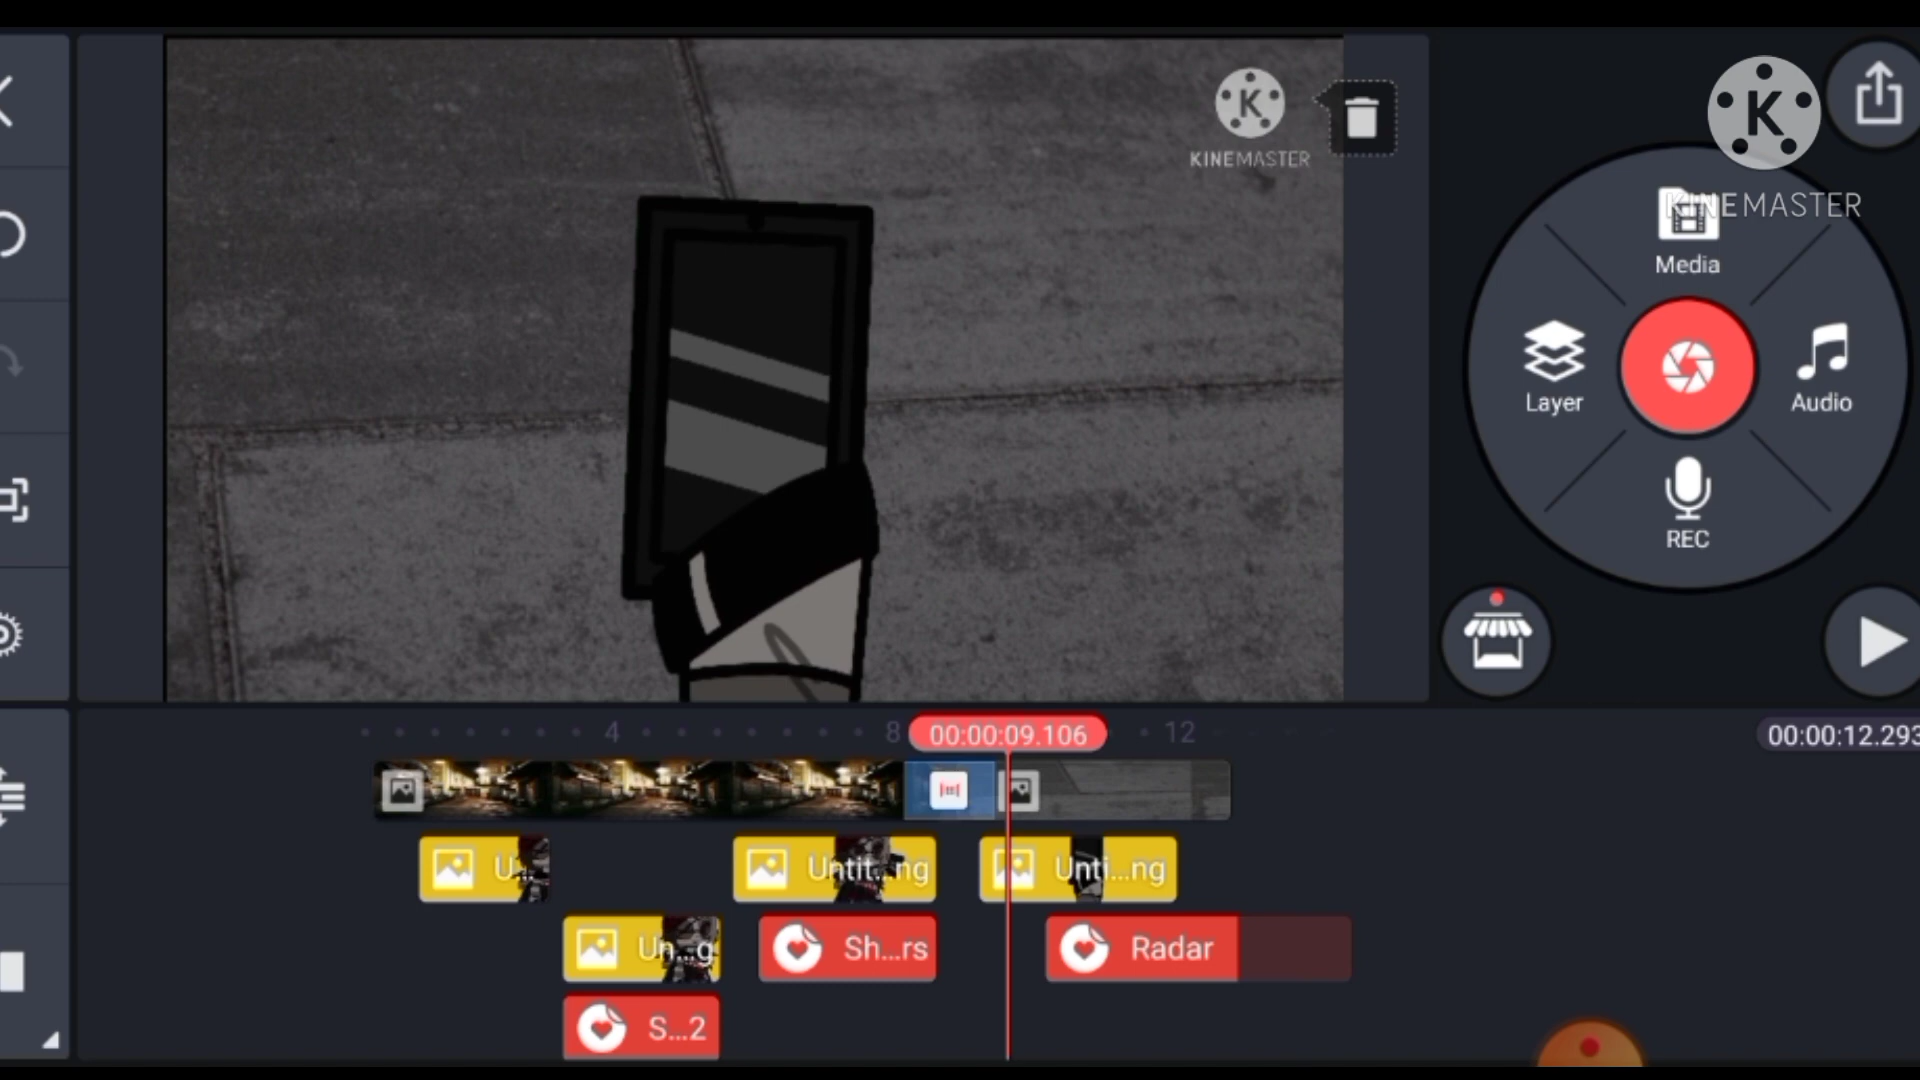 KINEMASTER
KINEMASTER
Media
Layer
Audio
REC
4
8
00:00:09.106
12
00:00:12.293
U...
Untit...ng
Unti...ng
Un...g
Sh...rs
Radar
S...2